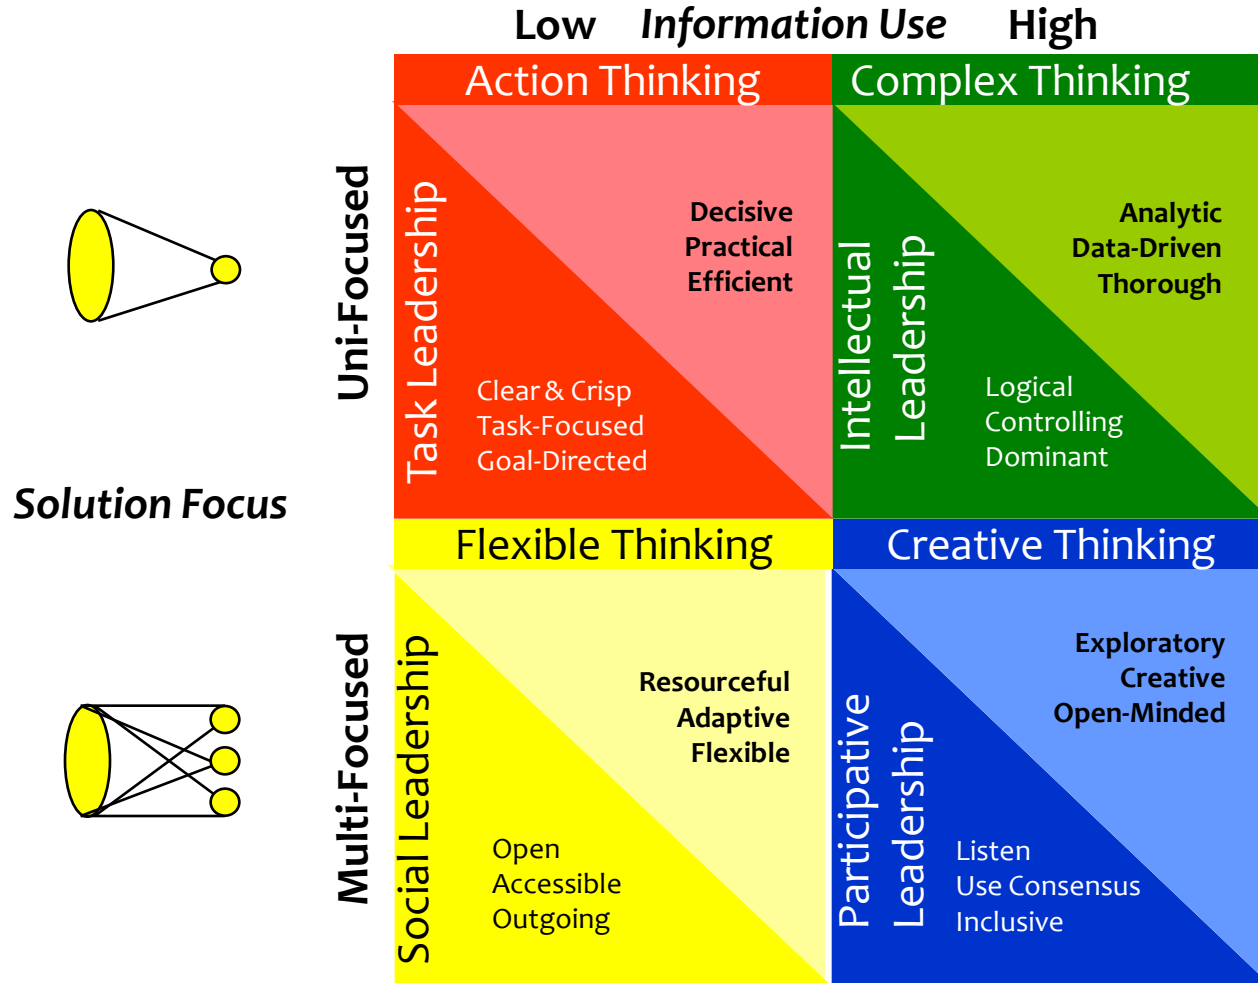 Low Information Use High
Action Thinking
Complex Thinking
Uni-Focused
Task Leadership
Decisive
Practical
Efficient
Clear & Crisp
Task-Focused
Goal-Directed
Intellectual
Leadership
Analytic
Data-Driven
Thorough
Logical
Controlling
Dominant
Solution Focus
Flexible Thinking
Creative Thinking
Multi-Focused
Social Leadership
Resourceful
Adaptive
Flexible
Open
Accessible
Outgoing
Participative
Leadership
Exploratory
Creative
Open-Minded
Listen
Use Consensus
Inclusive